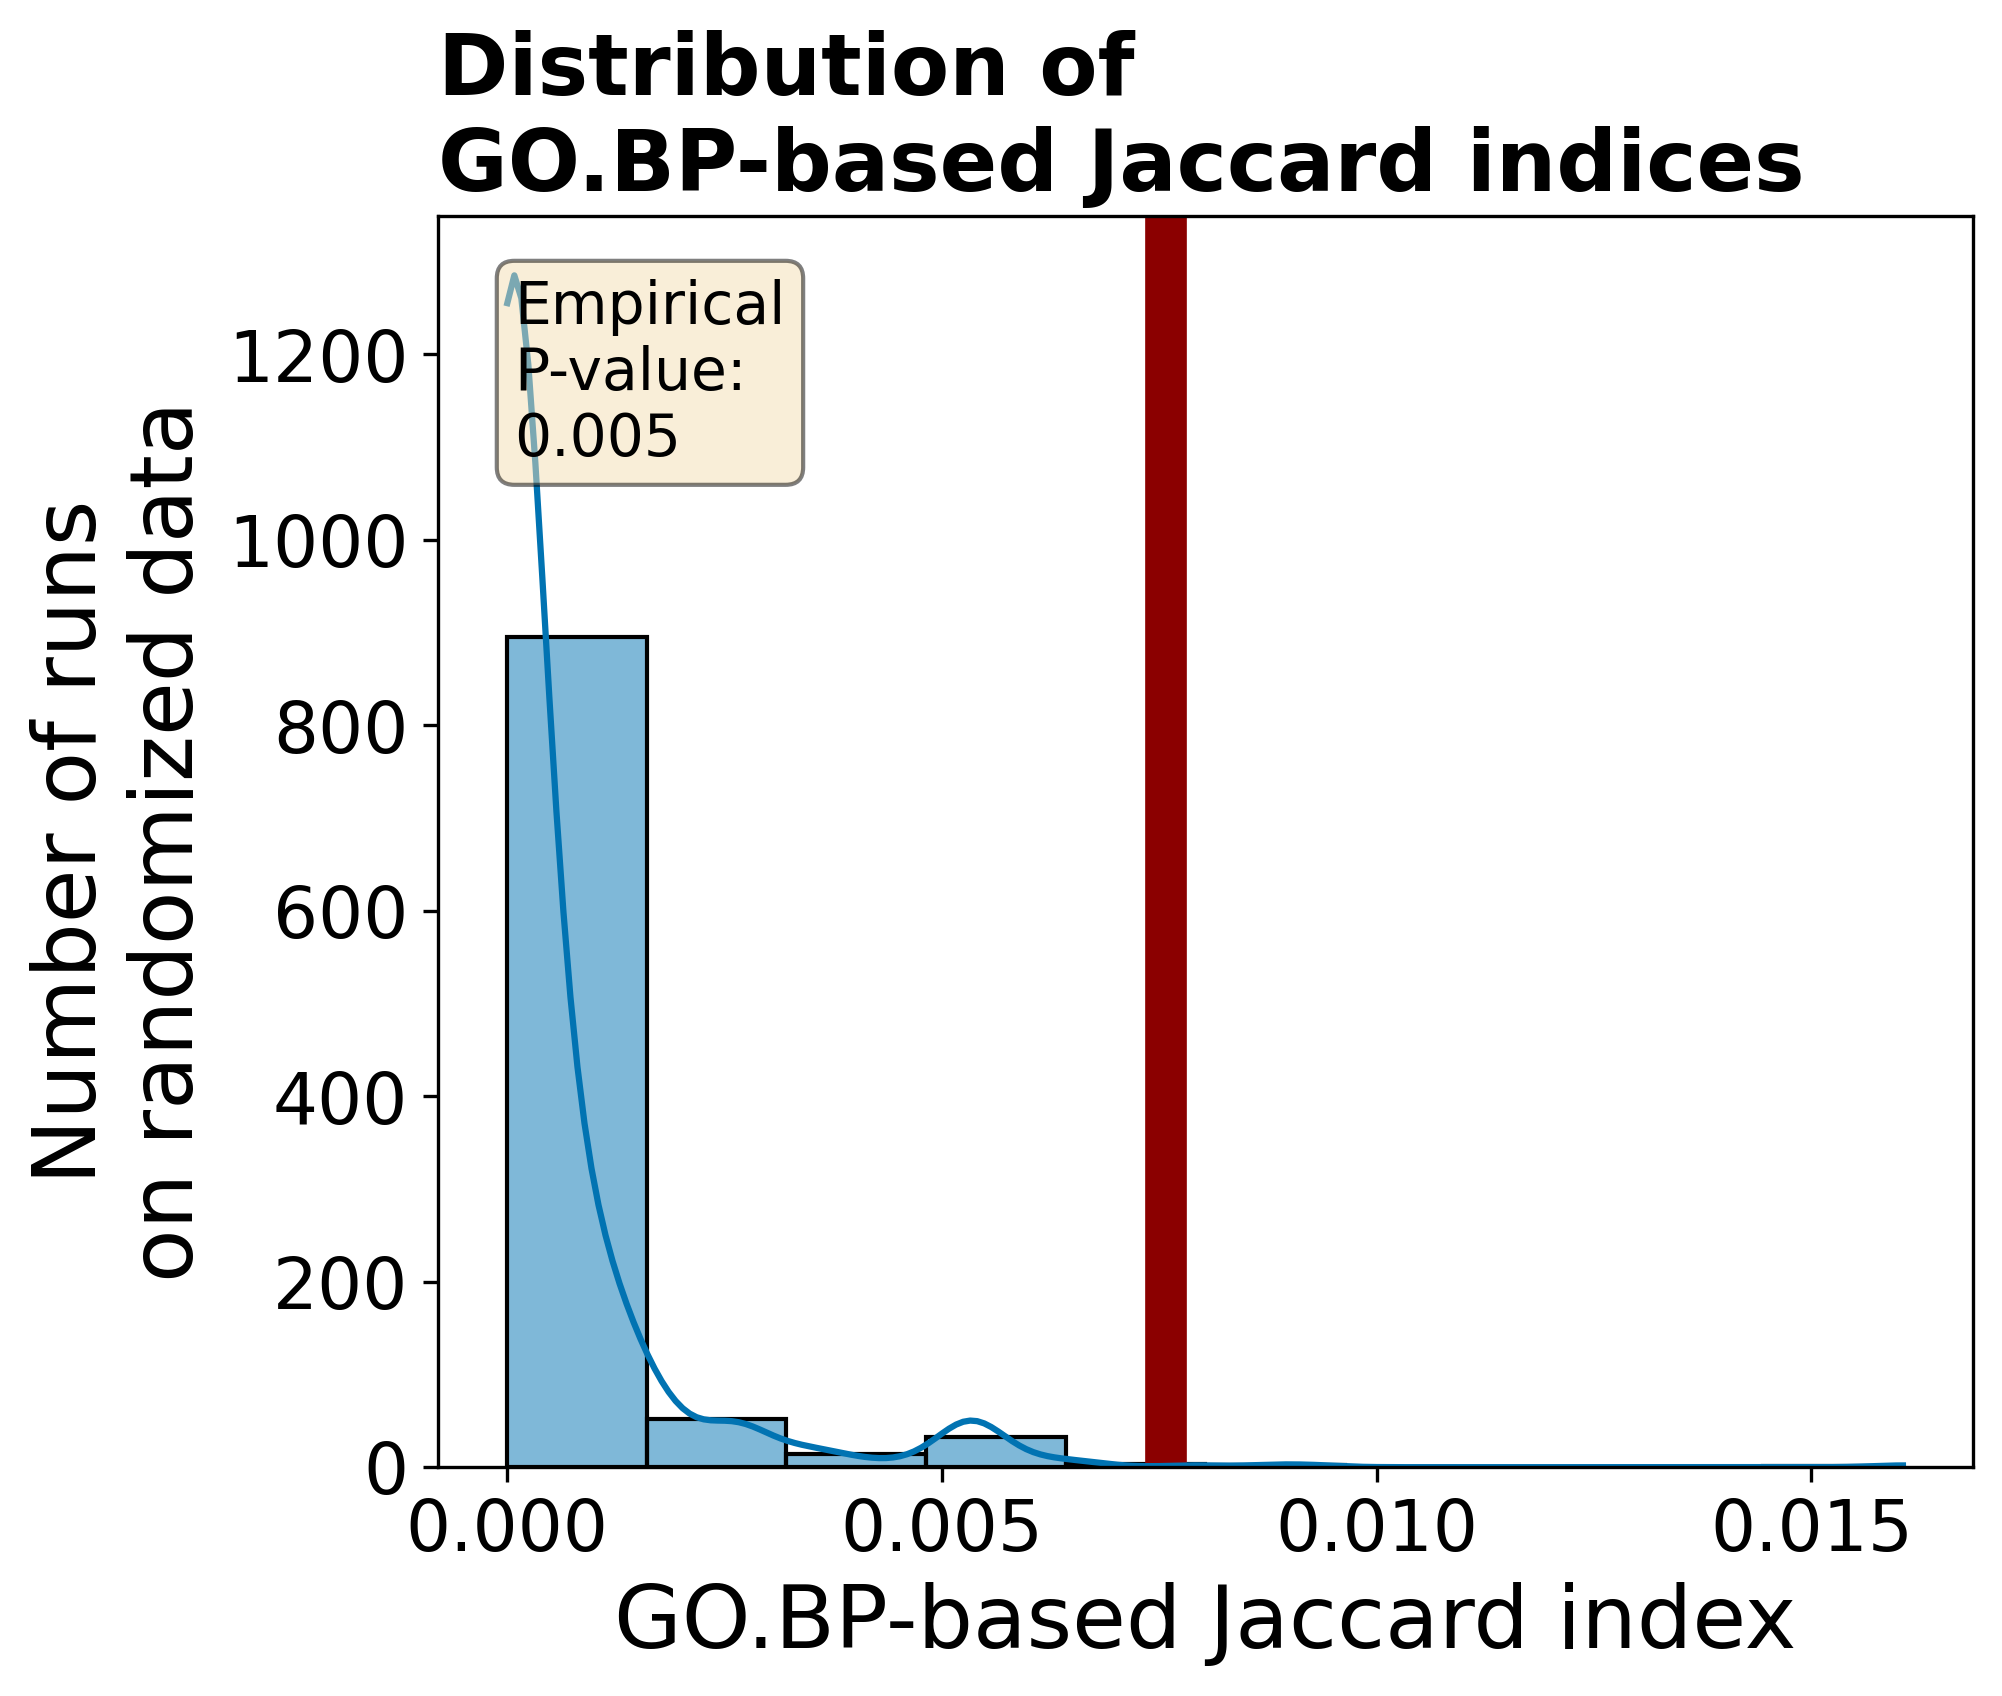 Distribution of
GO.BP-based Jaccard indices
Empirical
P-value:
0.005
Number of runs
on randomized data
1200
1000
800
600
400
200
0
0.000
0.005
0.010
0.015
GO.BP-based Jaccard index